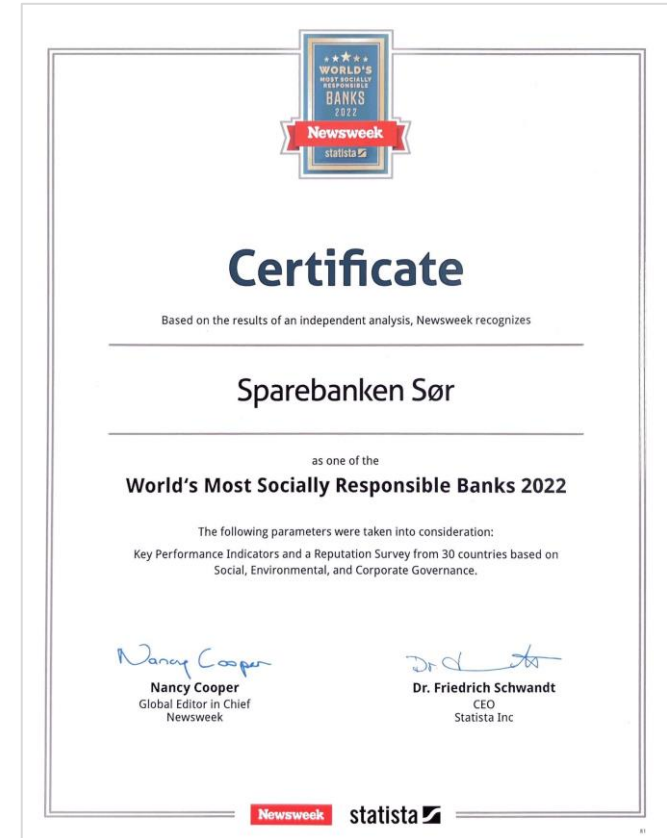 WORLD'S
MOST SOCIALLY
RESPONSIBLE
BANKS
2022
Newsweek
statista
Certificate
Based on the results of an independent analysis, Newsweek recognizes
Sparebanken Sør
as one of the
World's Most Socially Responsible Banks 2022
The following parameters were taken into consideration:
Key Performance Indicators and a Reputation Survey from 30 countries based on
Social, Environmental, and Corporate Governance.
Nancy Cooper
Nancy Cooper
Global Editor in Chief
Newsweek
Dr
Dr. Friedrich Schwandt
CEO
Statista Inc
Newsweek statista